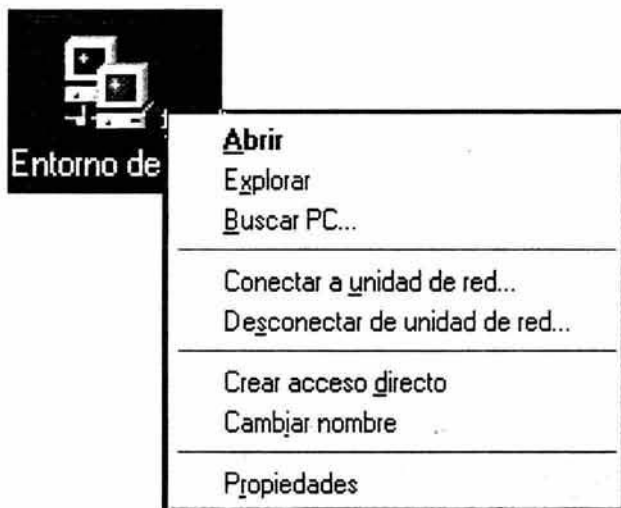 Entorno de
Abrir
Explorar
Buscar PC...
Conectar a unidad de red...
Desconectar de unidad de red...
Crear acceso directo
Cambiar nombre
Propiedades